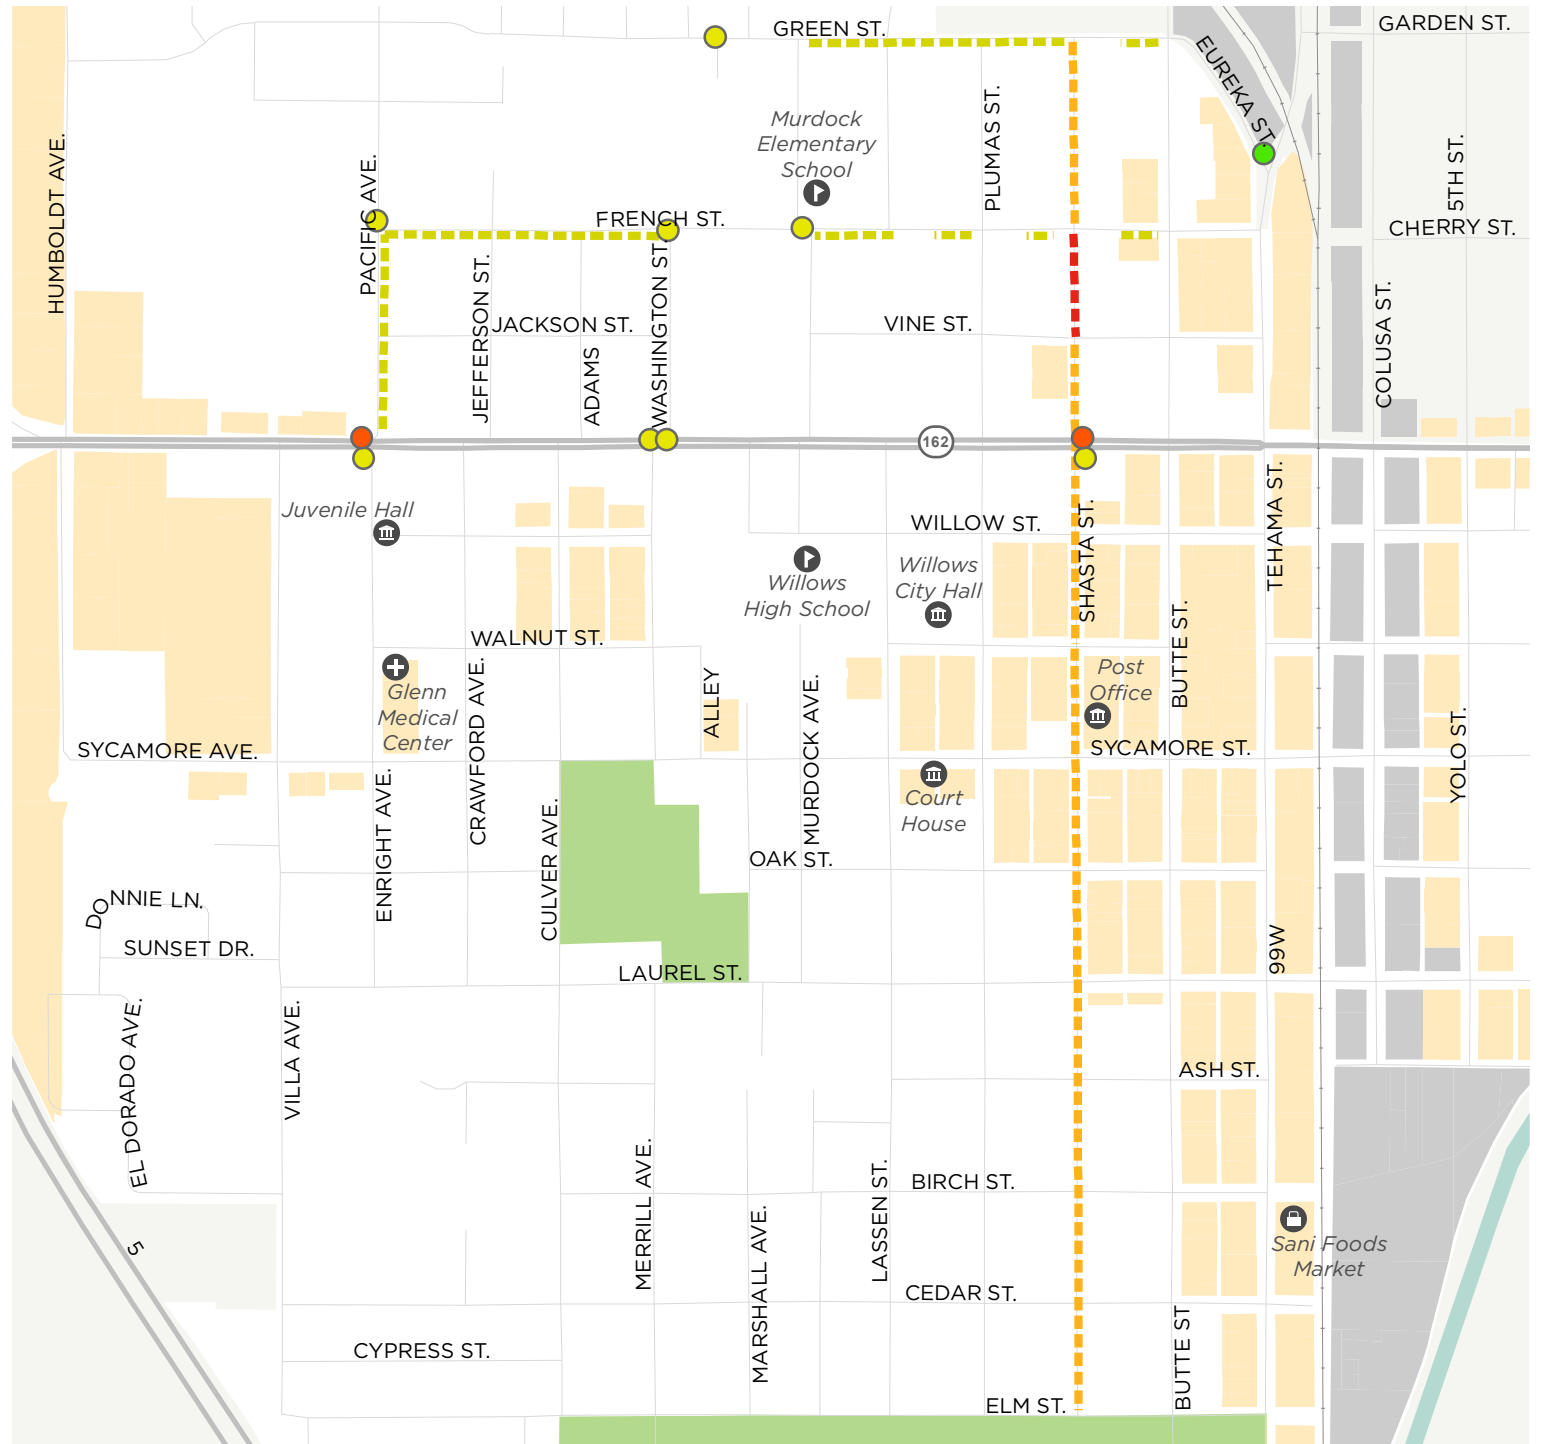 GREEN ST.
GARDEN ST.
EUREKA ST.
Murdock
Elementary
School
PLUMAS ST.
HUMBOLDT AVE.
PACIFIC AVE.
FRENCH ST.
5TH ST.
CHERRY ST.
JEFFERSON ST.
WASHINGTON ST.
JACKSON ST.
ADAMS
VINE ST.
COLUSA ST.
162
Juvenile Hall
WILLOW ST.
SHASTA ST.
TEHAMA ST.
Willows
High School
Willows
City Hall
WALNUT ST.
BUTTE ST.
Glenn
Medical
Center
CRAWFORD AVE.
ALLEY
MURDOCK AVE.
Post
Office
SYCAMORE AVE.
SYCAMORE ST.
YOLO ST.
ENRIGHT AVE.
CULVER AVE.
Court
House
OAK ST.
DONNIE LN.
SUNSET DR.
LAUREL ST.
99W
EL DORADO AVE.
VILLA AVE.
ASH ST.
MERRILL AVE.
MARSHALL AVE.
LASSEN ST.
BIRCH ST.
5
Sani Foods
Market
CEDAR ST.
CYPRESS ST.
BUTTE ST
ELM ST.